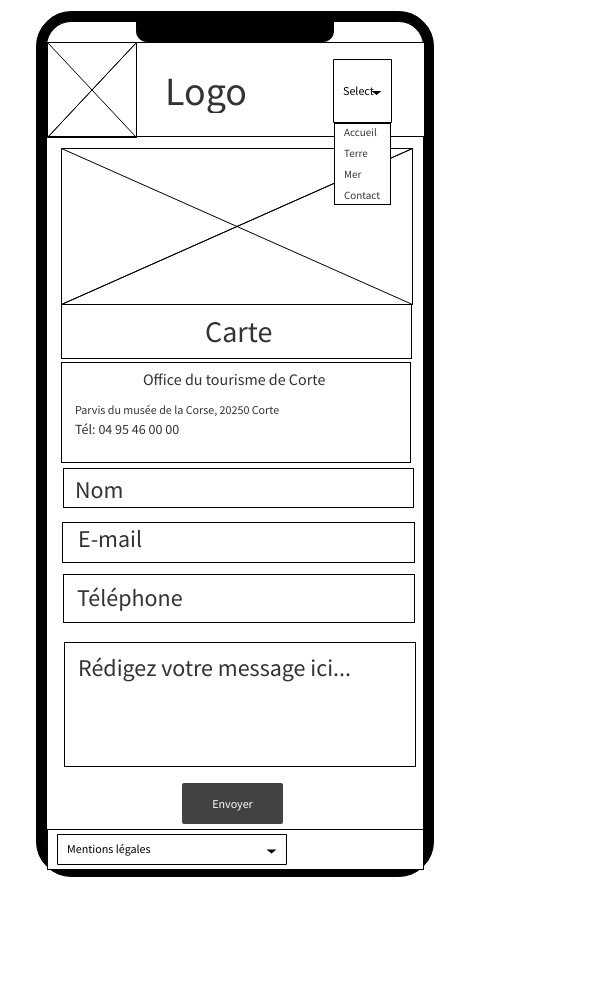 Logo
Select
Accueil
Terre
Mer
Contact
Carte
Office du tourisme de Corte
Parvis du musée de la Corse, 20250 Corte
Tél: 04 95 46 00 00
Nom
E-mail
Téléphone
Rédigez votre message ici...
Envoyer
Mentions légales